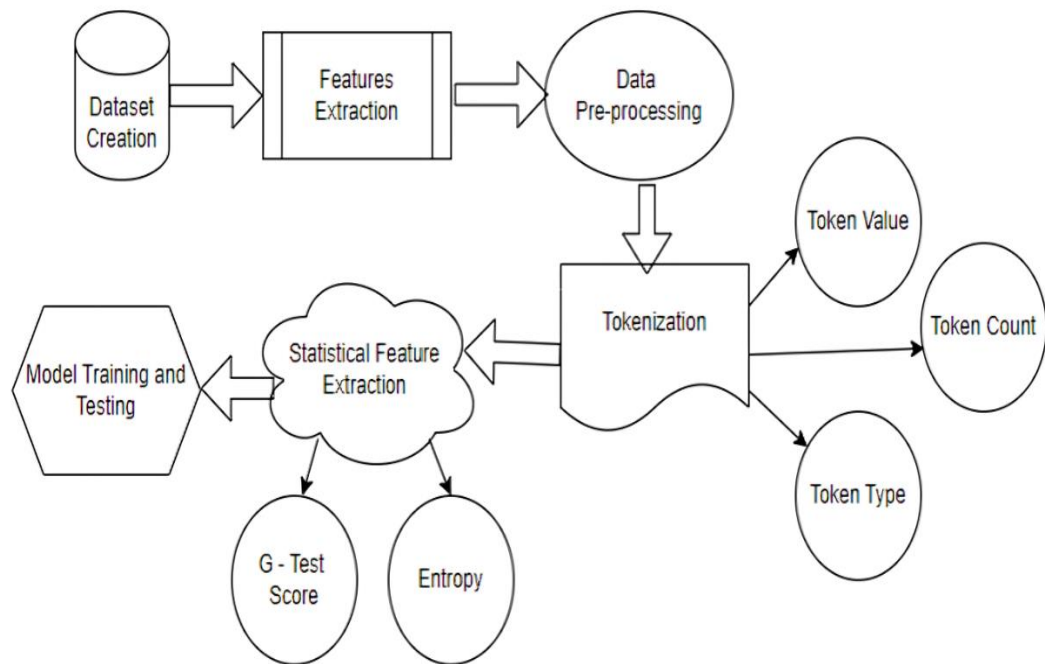 Dataset
Creation
Features
Extraction
Data
Pre-processing
Token Value
Token Count
Tokenization
Statistical Feature
Extraction
Model Training and
Testing
Token Type
G - Test
Score
Entropy